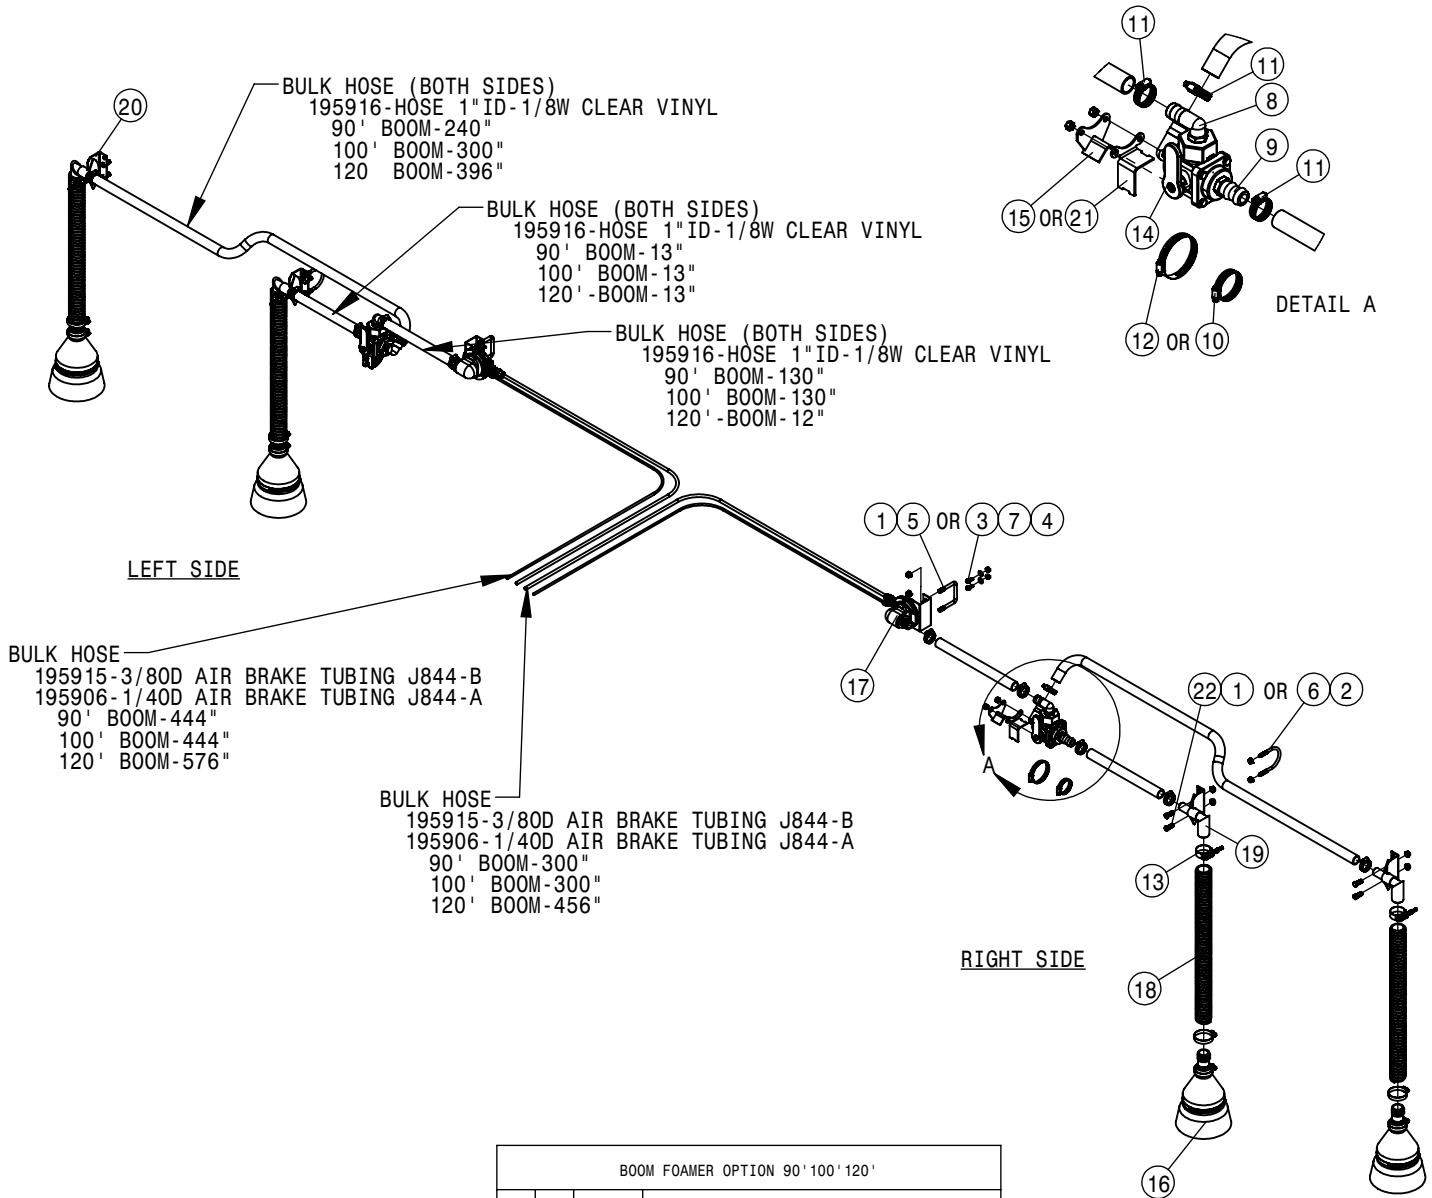 11
11
8
9
11
15 OR 21
14
12 OR 10
DETAIL A
20
BULK HOSE (BOTH SIDES)
195916-HOSE 1"ID-1/8W CLEAR VINYL
90' BOOM-240"
100' BOOM-300"
120  BOOM-396"
BULK HOSE (BOTH SIDES)
195916-HOSE 1"ID-1/8W CLEAR VINYL
90' BOOM-13"
100' BOOM-13"
120'-BOOM-13"
BULK HOSE (BOTH SIDES)
195916-HOSE 1"ID-1/8W CLEAR VINYL
90' BOOM-130"
100' BOOM-130"
120'-BOOM-12"
1 5 OR 3 7 4
LEFT SIDE
BULK HOSE
195915-3/8OD AIR BRAKE TUBING J844-B
195906-1/4OD AIR BRAKE TUBING J844-A
90' BOOM-444"
100' BOOM-444"
120' BOOM-576"
17
22 1 OR 6 2
A
BULK HOSE
195915-3/8OD AIR BRAKE TUBING J844-B
195906-1/4OD AIR BRAKE TUBING J844-A
90' BOOM-300"
100' BOOM-300"
120' BOOM-456"
19
13
RIGHT SIDE
18
16
BOOM FOAMER OPTION 90'100'120'